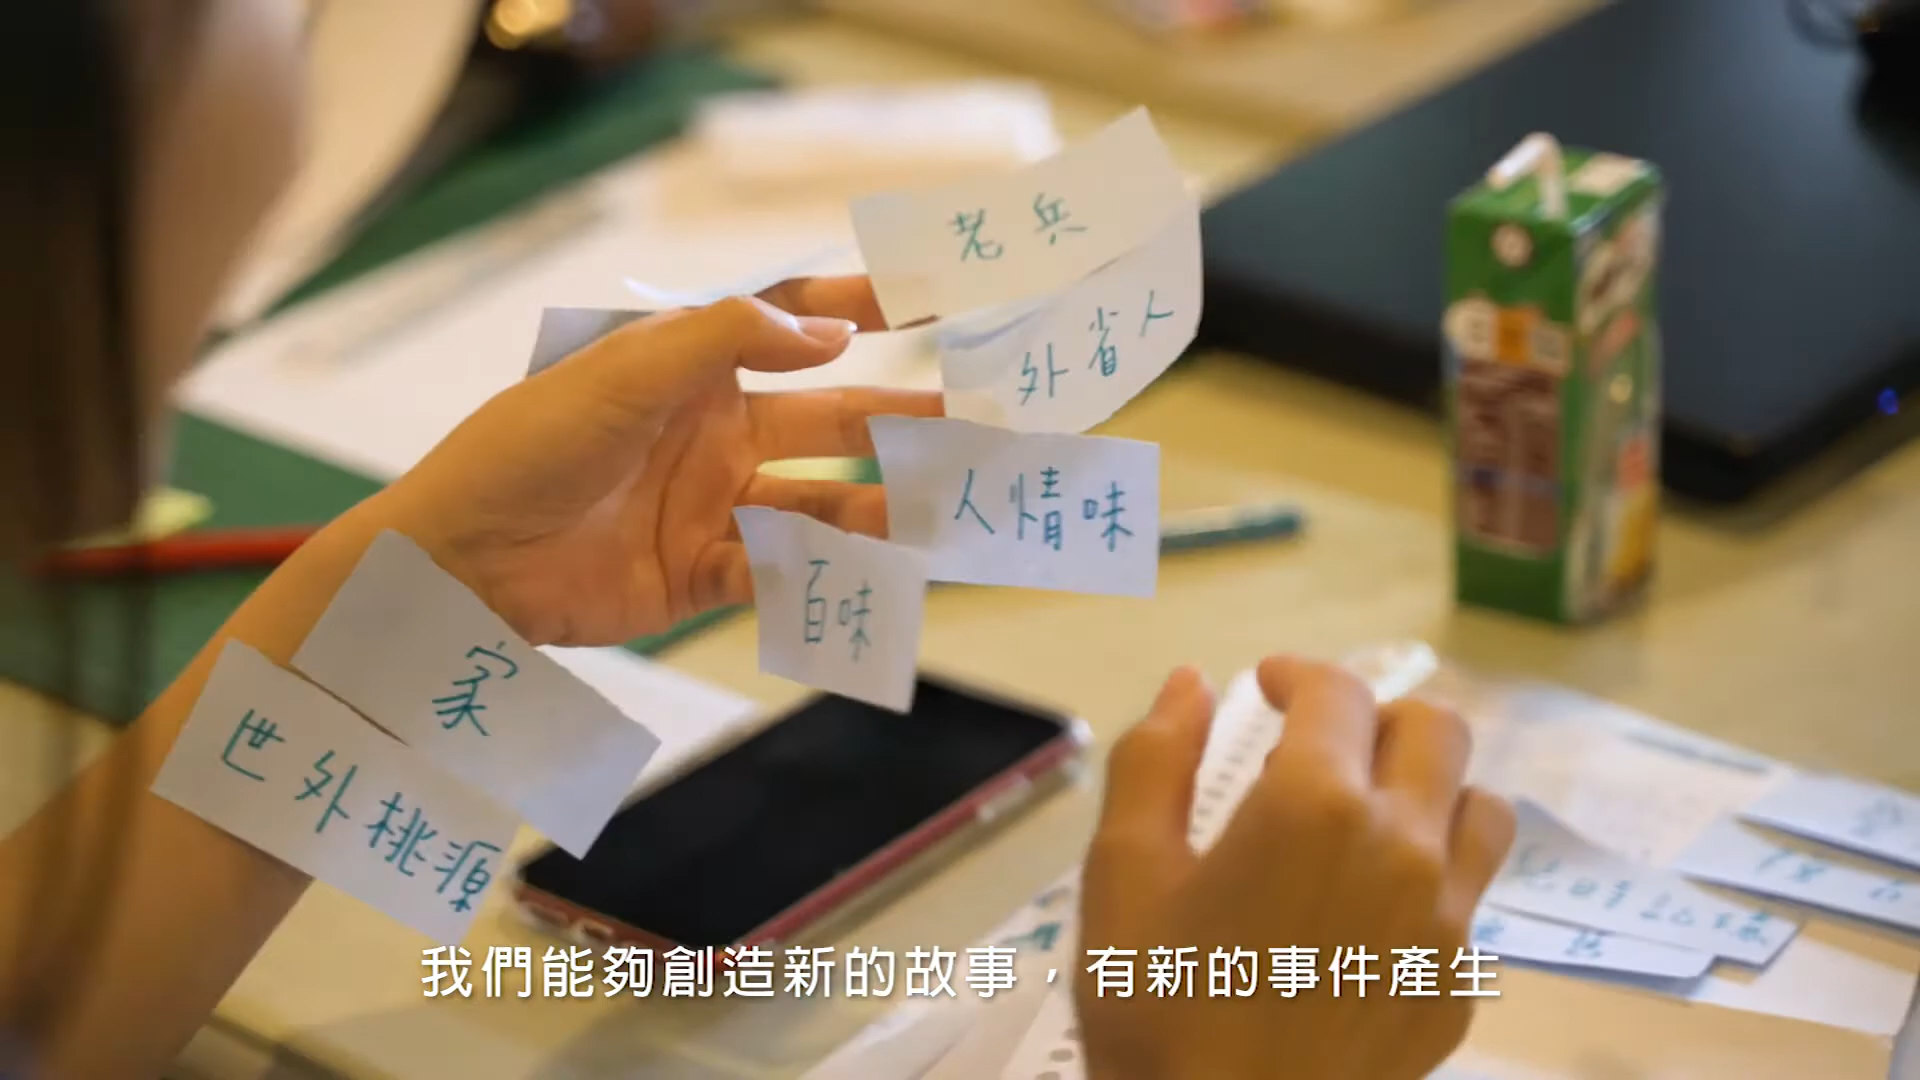 老兵
外省人
人情味
百味
家
世外桃源
我們能夠創造新的故事，有新的事件產生